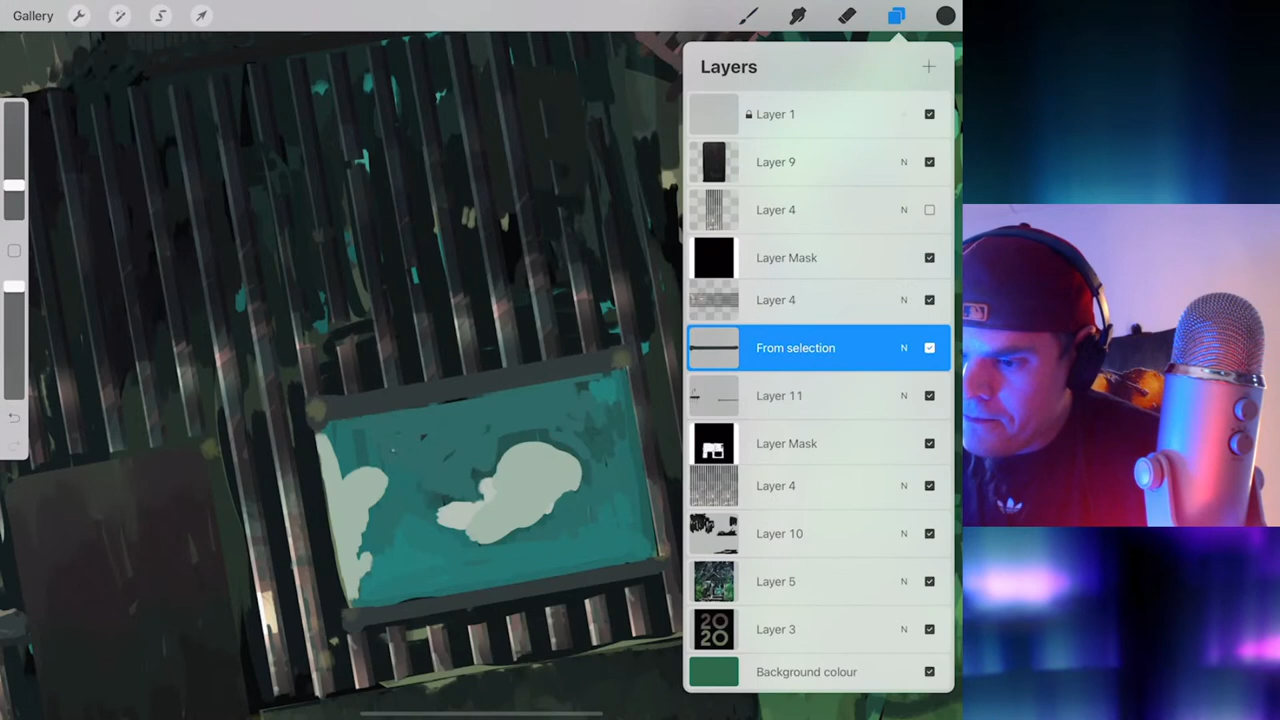 Gallery
Layers
Layer 1
Layer 9 N
Layer 4 N
Layer Mask
Layer 4 N
From selection N
Layer 11 N
Layer Mask
Layer 4 N
Layer 10 N
Layer 5 N
20
20
Layer 3 N
Background colour